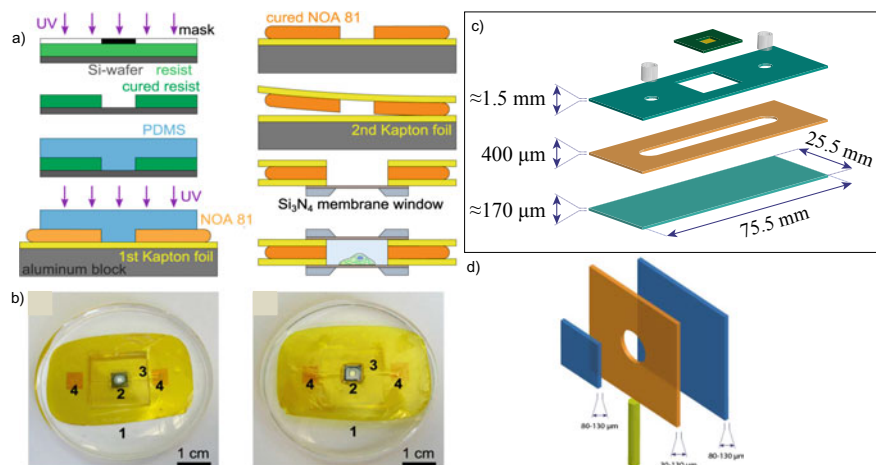 a)
UV
mask
Si-wafer resist
cured resist
PDMS
UV
NOA 81
1st Kapton foil
aluminum block
cured NOA 81
2nd Kapton foil
Si₃N₄ membrane window
b)
1
2
3
4
4
1 cm
1
2
3
4
4
1 cm
c)
≈1.5 mm
400 µm
≈170 µm
25.5 mm
75.5 mm
d)
80-130 µm
80-130 µm